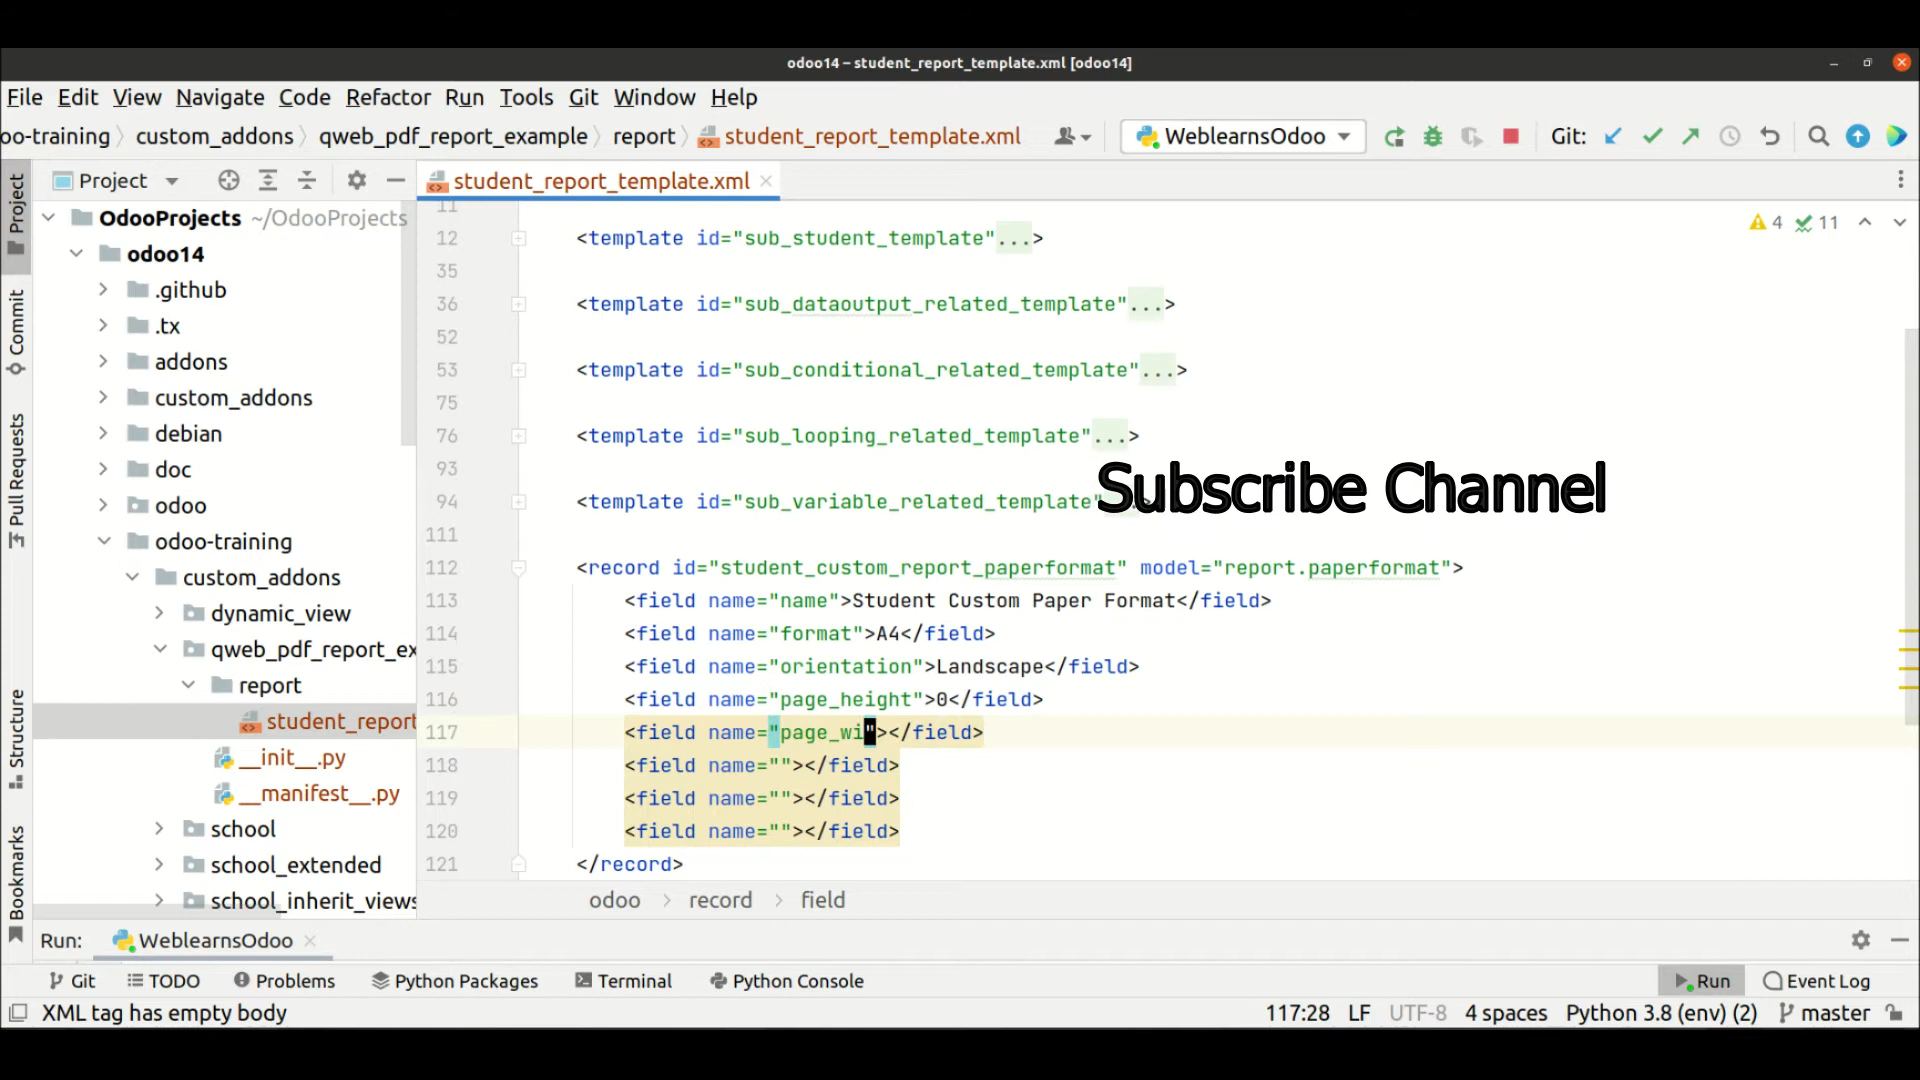 odoo14 – student_report_template.xml [odoo14]
File Edit View Navigate Code Refactor Run Tools Git Window Help
oo-training custom_addons qweb_pdf_report_example report student_report_template.xml WeblearnsOdoo Git:
Project student_report_template.xml
OdooProjects ~/OdooProjects
odoo14
.github
.tx
addons
custom_addons
debian
doc
odoo
odoo-training
custom_addons
dynamic_view
qweb_pdf_report_ex
report
student_report
__init__.py
__manifest__.py
school
school_extended
school_inherit_views
Project
Commit
Pull Requests
Structure
Bookmarks
4 11
11
12 <template id="sub_student_template"...>
35
36 <template id="sub_dataoutput_related_template"...>
52
53 <template id="sub_conditional_related_template"...>
75
76 <template id="sub_looping_related_template"...>
93
94 <template id="sub_variable_related_template"
Subscribe Channel
111
112 <record id="student_custom_report_paperformat" model="report.paperformat">
113 <field name="name">Student Custom Paper Format</field>
114 <field name="format">A4</field>
115 <field name="orientation">Landscape</field>
116 <field name="page_height">0</field>
117 <field name="page_wi"></field>
118 <field name=""></field>
119 <field name=""></field>
120 <field name=""></field>
121 </record>
odoo record field
Run: WeblearnsOdoo
Git TODO Problems Python Packages Terminal Python Console Run Event Log
XML tag has empty body 117:28 LF UTF-8 4 spaces Python 3.8 (env) (2) master